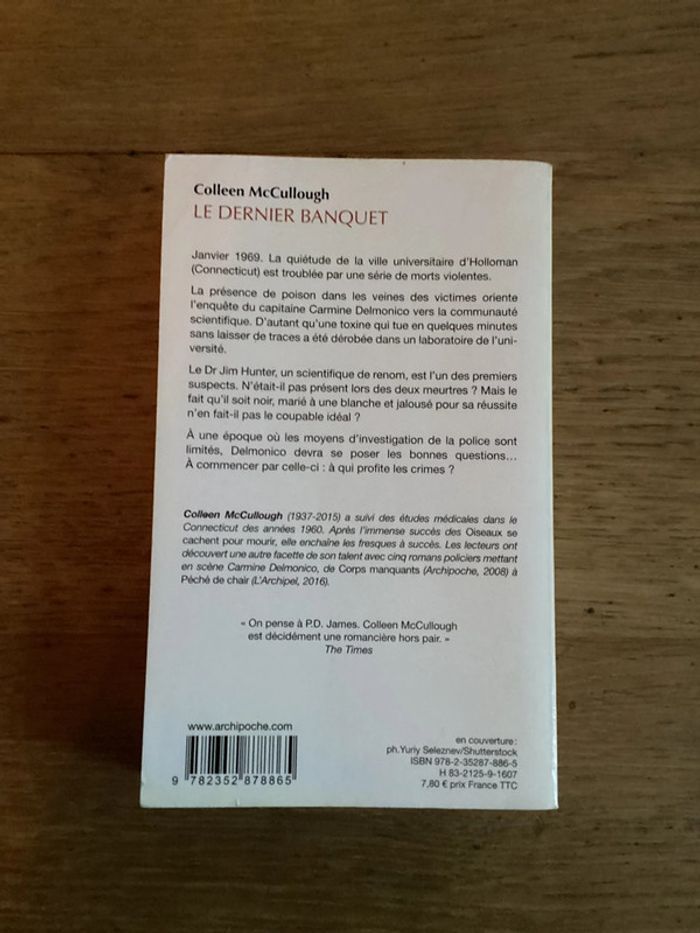 Colleen McCullough
LE DERNIER BANQUET
Janvier 1969. La quiétude de la ville universitaire d'Holloman
(Connecticut) est troublée par une série de morts violentes.
La présence de poison dans les veines des victimes oriente
l'enquête du capitaine Carmine Delmonico vers la communauté
scientifique. D'autant qu'une toxine qui tue en quelques minutes
sans laisser de traces a été dérobée dans un laboratoire de l'uni-
versité.
Le Dr Jim Hunter, un scientifique de renom, est l'un des premiers
suspects. N'était-il pas présent lors des deux meurtres ? Mais le
fait qu'il soit noir, marié à une blanche et jalousé pour sa réussite
n'en fait-il pas le coupable idéal ?
À une époque où les moyens d'investigation de la police sont
limités, Delmonico devra se poser les bonnes questions...
À commencer par celle-ci : à qui profite les crimes ?
Colleen McCullough (1937-2015) a suivi des études médicales dans le
Connecticut des années 1960. Après l'immense succès des Oiseaux se
cachent pour mourir, elle enchaîne les fresques à succès. Les lecteurs ont
découvert une autre facette de son talent avec cinq romans policiers mettant
en scène Carmine Delmonico, de Corps manquants (Archipoche, 2008) à
Péché de chair (L'Archipel, 2016).
« On pense à P.D. James. Colleen McCullough
est décidément une romancière hors pair. »
The Times
www.archipoche.com
9 782352 878865
en couverture :
ph.Yuriy Seleznev/Shutterstock
ISBN 978-2-35287-886-5
H 83-2125-9-1607
7,80 € prix France TTC